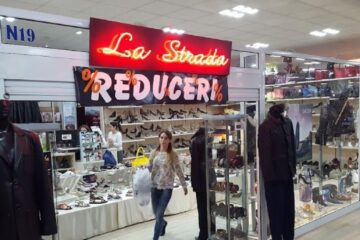 N19
La Strada
% REDUCERI %